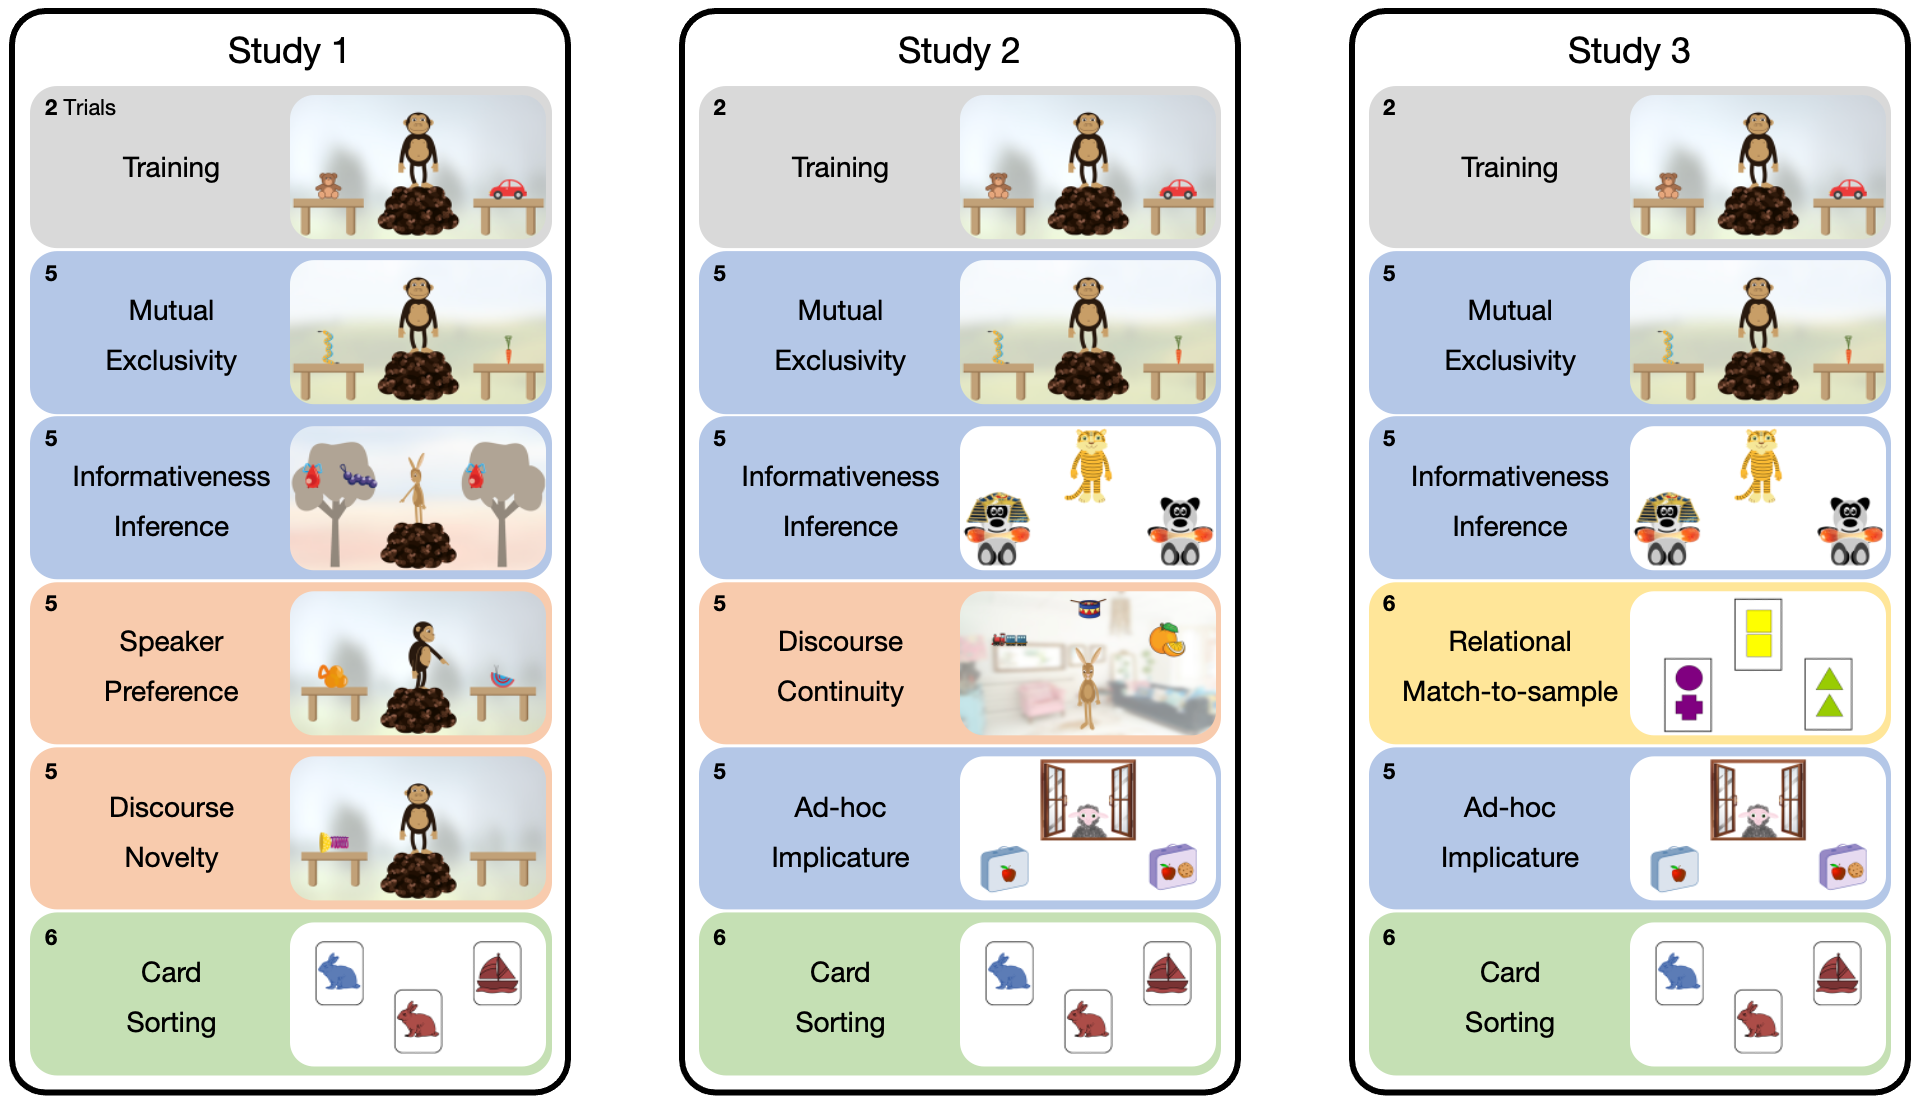 Study 1
2 Trials
Training
5
Mutual
Exclusivity
5
Informativeness
Inference
5
Speaker
Preference
5
Discourse
Novelty
6
Card
Sorting
Study 2
2
Training
5
Mutual
Exclusivity
5
Informativeness
Inference
5
Discourse
Continuity
5
Ad-hoc
Implicature
6
Card
Sorting
Study 3
2
Training
5
Mutual
Exclusivity
5
Informativeness
Inference
6
Relational
Match-to-sample
5
Ad-hoc
Implicature
6
Card
Sorting